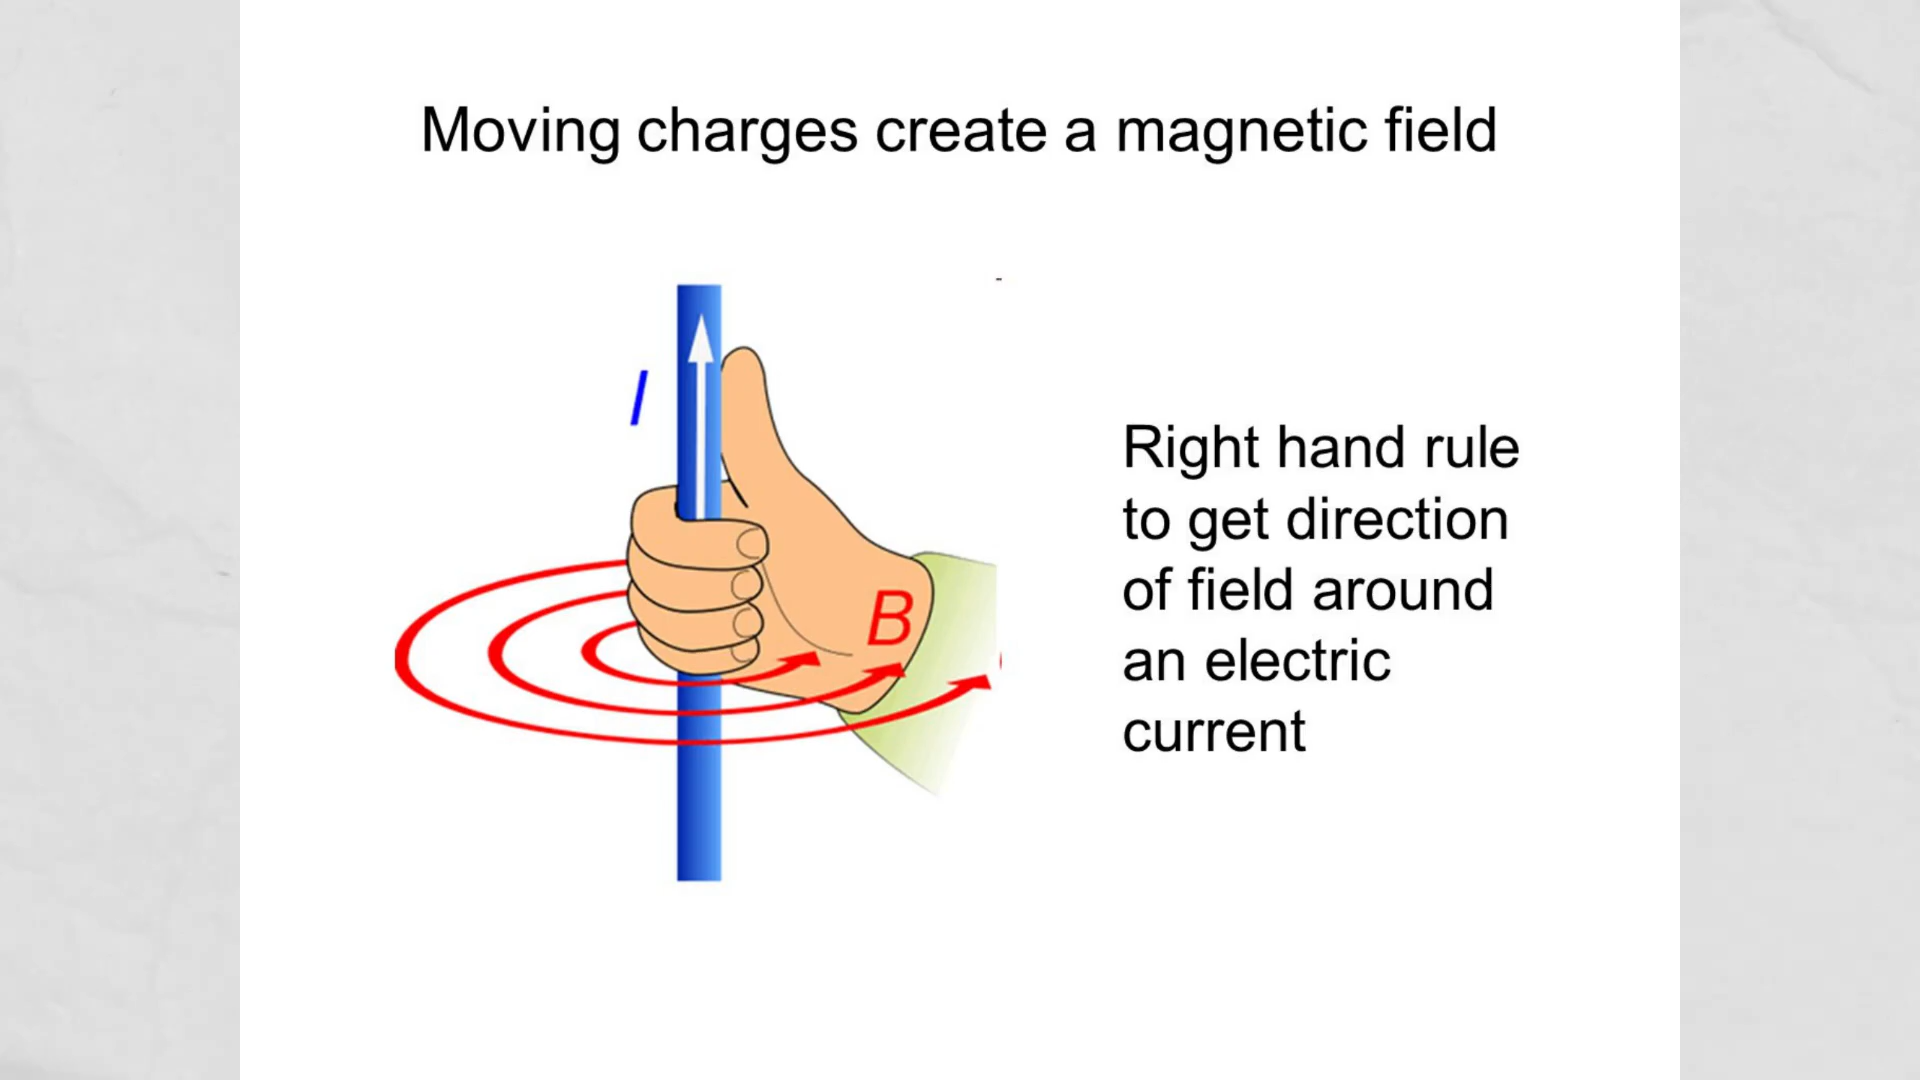 Moving charges create a magnetic field
I
B
Right hand rule
to get direction
of field around
an electric
current